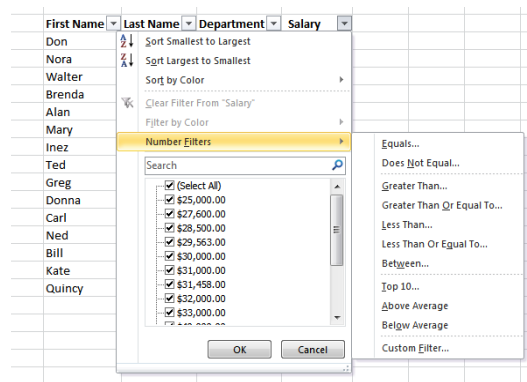 First Name Last Name Department Salary
Don
Nora
Walter
Brenda
Alan
Mary
Inez
Ted
Greg
Donna
Carl
Ned
Bill
Kate
Quincy
Sort Smallest to Largest
Sort Largest to Smallest
Sort by Color
Clear Filter From "Salary"
Filter by Color
Number Filters
Search
(Select All)
$25,000.00
$27,600.00
$28,500.00
$29,563.00
$30,000.00
$31,000.00
$31,458.00
$32,000.00
$33,000.00
OK Cancel
Equals...
Does Not Equal...
Greater Than...
Greater Than Or Equal To...
Less Than...
Less Than Or Equal To...
Between...
Top 10...
Above Average
Below Average
Custom Filter...